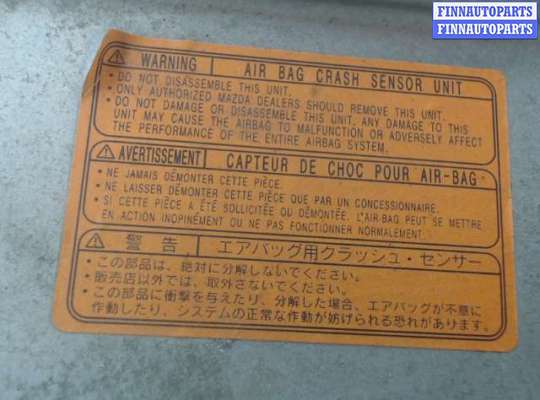 FINNAUTOPARTS
FINNAUTOPARTS
WARNING AIR BAG CRASH SENSOR UNIT
• DO NOT DISASSEMBLE THIS UNIT.
• ONLY AUTHORIZED MAZDA DEALERS SHOULD REMOVE THIS UNIT.
• DO NOT DAMAGE OR DISASSEMBLE THIS UNIT. ANY DAMAGE TO THIS
UNIT MAY CAUSE THE AIRBAG TO MALFUNCTION OR ADVERSELY AFFECT
THE PERFORMANCE OF THE ENTIRE AIRBAG SYSTEM.
AVERTISSEMENT CAPTEUR DE CHOC POUR AIR-BAG
• NE JAMAIS DÉMONTER CETTE PIÈCE.
• NE LAISSER DÉMONTER CETTE PIÈCE QUE PAR UN CONCESSIONNAIRE.
• SI CETTE PIÈCE A ÉTÉ SOLLICITÉE OU DÉMONTÉE. L'AIR-BAG PEUT SE METTRE
EN ACTION INOPINÉMENT OU NE PAS FONCTIONNER NORMALEMENT.
警告 エアバッグ用クラッシュ・センサー
• この部品は、絶対に分解しないでください。
• 販売店以外では、取外さないでください。
• この部品に衝撃を与えたり、分解した場合、エアバッグが不意に
作動したり、システムの正常な作動が妨げられる恐れがあります。